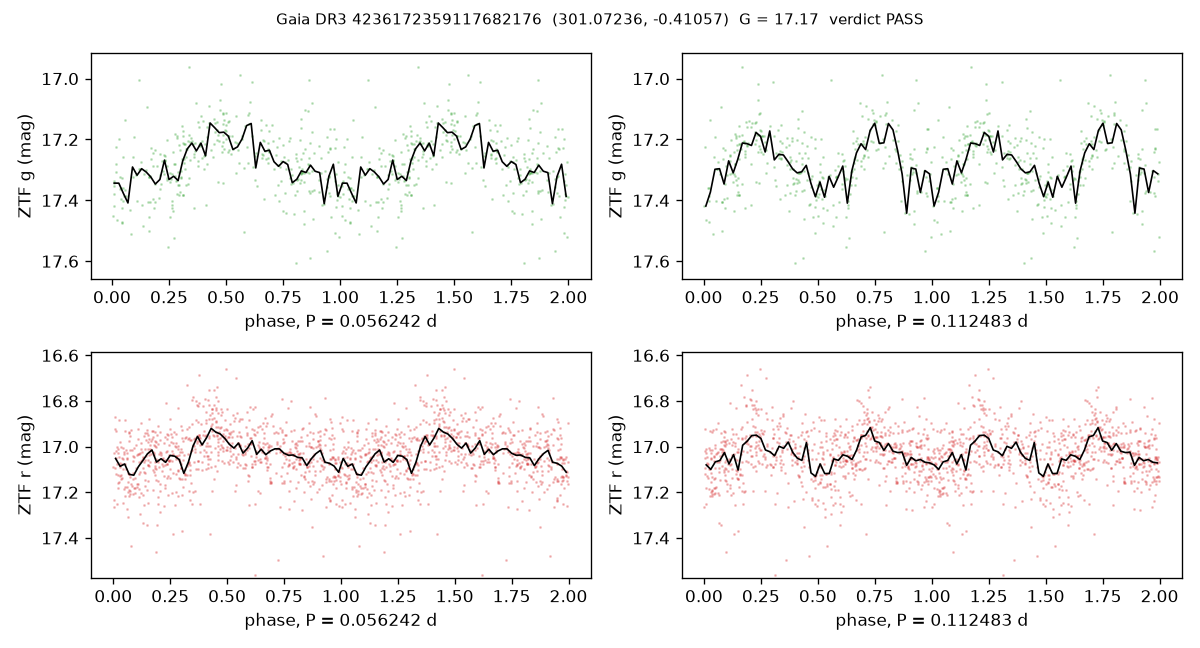 Gaia DR3 4236172359117682176  (301.07236, -0.41057)  G = 17.17  verdict PASS
ZTF g (mag)
17.0
17.2
17.4
17.6
0.00 0.25 0.50 0.75 1.00 1.25 1.50 1.75 2.00
phase, P = 0.056242 d
ZTF g (mag)
17.0
17.2
17.4
17.6
0.00 0.25 0.50 0.75 1.00 1.25 1.50 1.75 2.00
phase, P = 0.112483 d
ZTF r (mag)
16.6
16.8
17.0
17.2
17.4
0.00 0.25 0.50 0.75 1.00 1.25 1.50 1.75 2.00
phase, P = 0.056242 d
ZTF r (mag)
16.6
16.8
17.0
17.2
17.4
0.00 0.25 0.50 0.75 1.00 1.25 1.50 1.75 2.00
phase, P = 0.112483 d